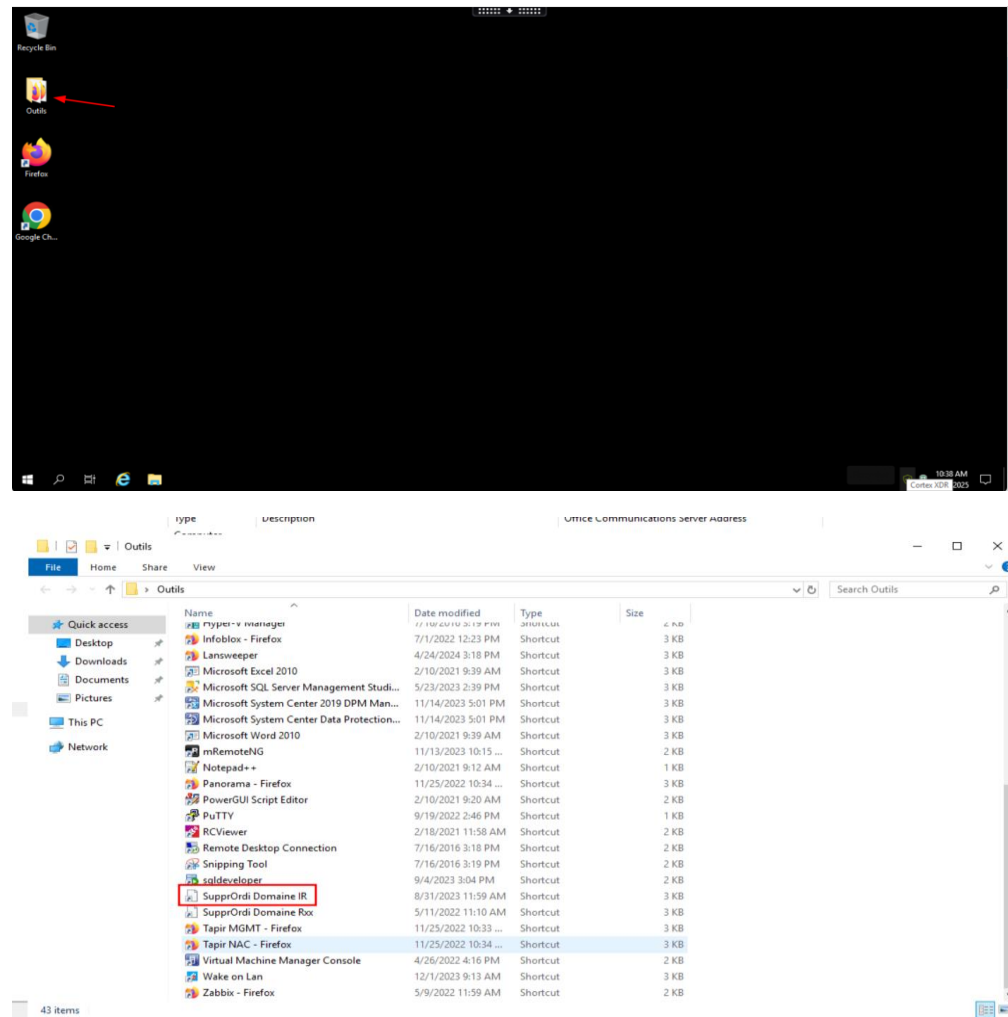 Recycle Bin
Outils
Firefox
Google Ch...
10:38 AM
Cortex XDR 2025
Type Description Office Communications Server Address
Outils
File Home Share View
Outils Search Outils
Name Date modified Type Size
Quick access
Desktop
Downloads
Documents
Pictures
This PC
Network
Hyper-V Manager 7/16/2016 3:19 PM Shortcut 2 KB
Infoblox - Firefox 7/1/2022 12:23 PM Shortcut 3 KB
Lansweeper 4/24/2024 3:18 PM Shortcut 3 KB
Microsoft Excel 2010 2/10/2021 9:39 AM Shortcut 3 KB
Microsoft SQL Server Management Studi... 5/23/2023 2:39 PM Shortcut 3 KB
Microsoft System Center 2019 DPM Man... 11/14/2023 5:01 PM Shortcut 3 KB
Microsoft System Center Data Protection... 11/14/2023 5:01 PM Shortcut 3 KB
Microsoft Word 2010 2/10/2021 9:39 AM Shortcut 3 KB
mRemoteNG 11/13/2023 10:15 ... Shortcut 2 KB
Notepad++ 2/10/2021 9:12 AM Shortcut 1 KB
Panorama - Firefox 11/25/2022 10:34 ... Shortcut 3 KB
PowerGUI Script Editor 2/10/2021 9:20 AM Shortcut 2 KB
PuTTY 9/19/2022 2:46 PM Shortcut 1 KB
RCViewer 2/18/2021 11:58 AM Shortcut 2 KB
Remote Desktop Connection 7/16/2016 3:18 PM Shortcut 2 KB
Snipping Tool 7/16/2016 3:19 PM Shortcut 2 KB
sqldeveloper 9/4/2023 3:04 PM Shortcut 2 KB
SupprOrdi Domaine IR 8/31/2023 11:59 AM Shortcut 3 KB
SupprOrdi Domaine Rxx 5/11/2022 11:10 AM Shortcut 3 KB
Tapir MGMT - Firefox 11/25/2022 10:33 ... Shortcut 3 KB
Tapir NAC - Firefox 11/25/2022 10:34 ... Shortcut 3 KB
Virtual Machine Manager Console 4/26/2022 4:16 PM Shortcut 2 KB
Wake on Lan 12/1/2023 9:13 AM Shortcut 3 KB
Zabbix - Firefox 5/9/2022 11:59 AM Shortcut 2 KB
43 items